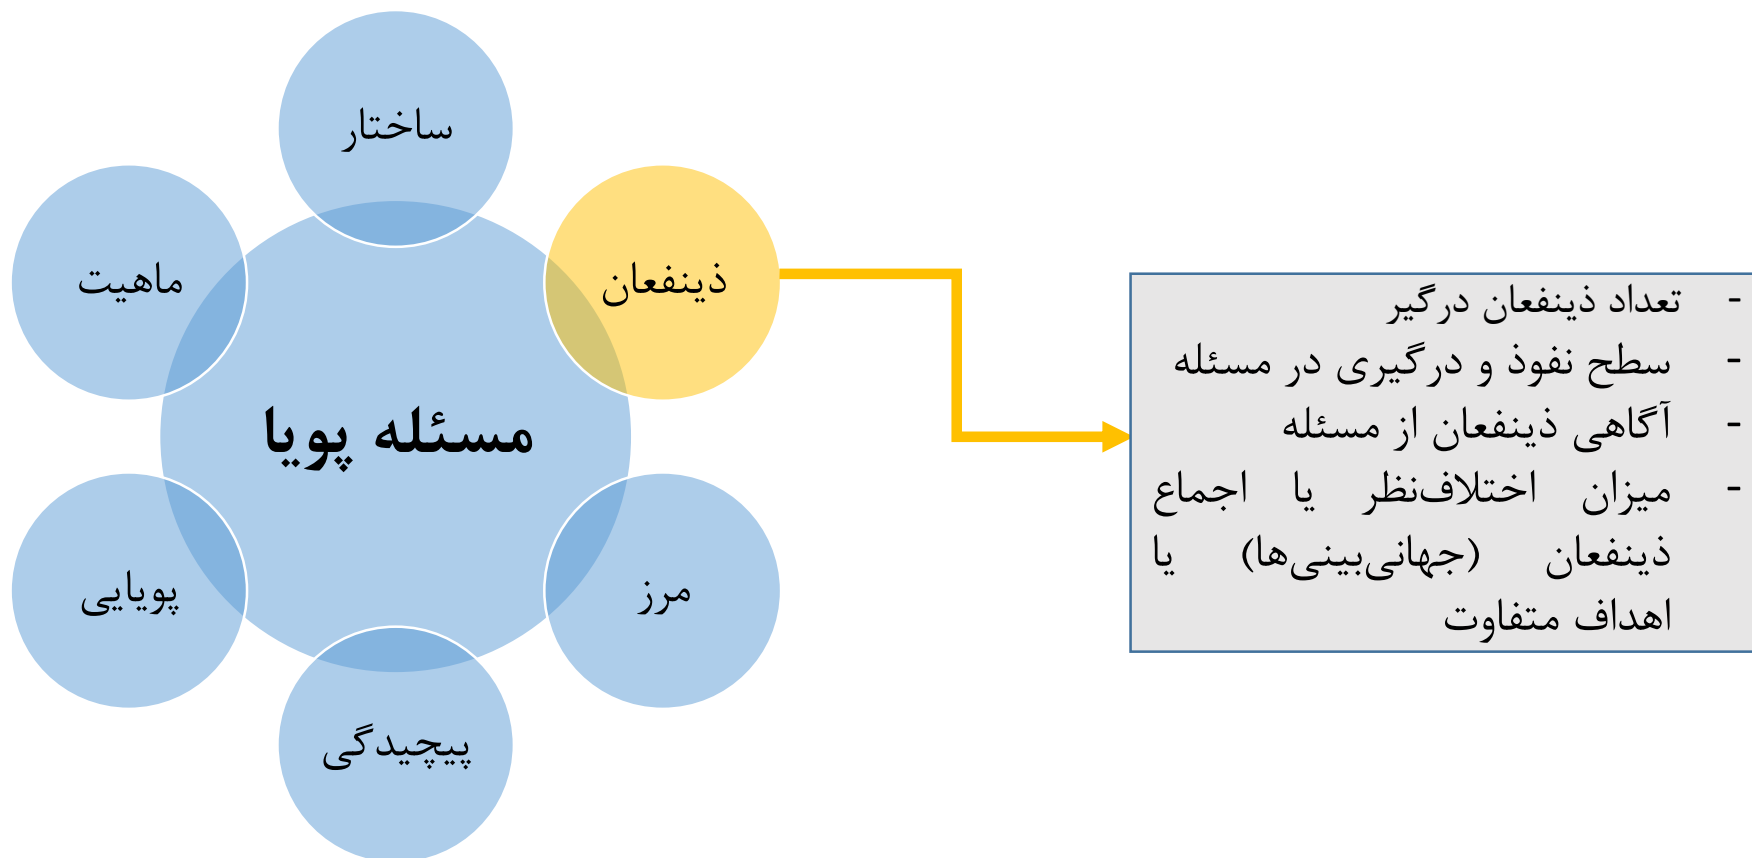 ساختار
ذینفعان
ماهیت
مسئله پویا
مرز
پویایی
پیچیدگی
- تعداد ذینفعان درگیر
- سطح نفوذ و درگیری در مسئله
- آگاهی ذینفعان از مسئله
- میزان اختلاف‌نظر یا اجماع
ذینفعان (جهانی‌بینی‌ها) یا
اهداف متفاوت